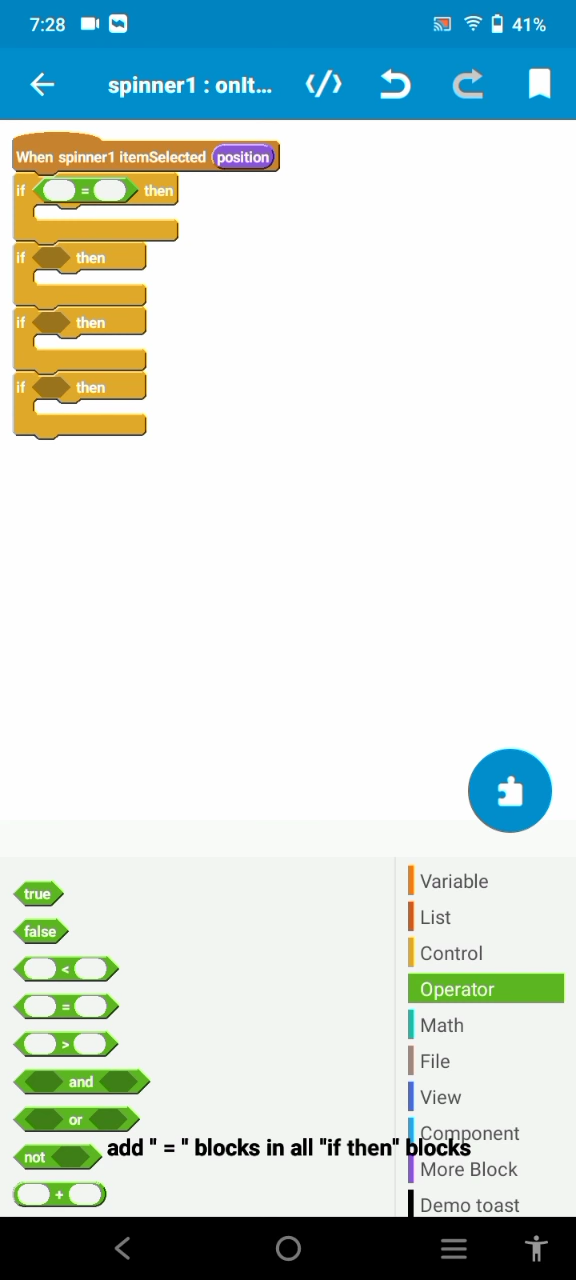 7:28
41%
spinner1 : onIt...
When spinner1 itemSelected position
if = then
if then
if then
if then
true
false
<
=
>
and
or
not
+
Variable
List
Control
Operator
Math
File
View
Component
More Block
Demo toast
add " = " blocks in all "if then" blocks